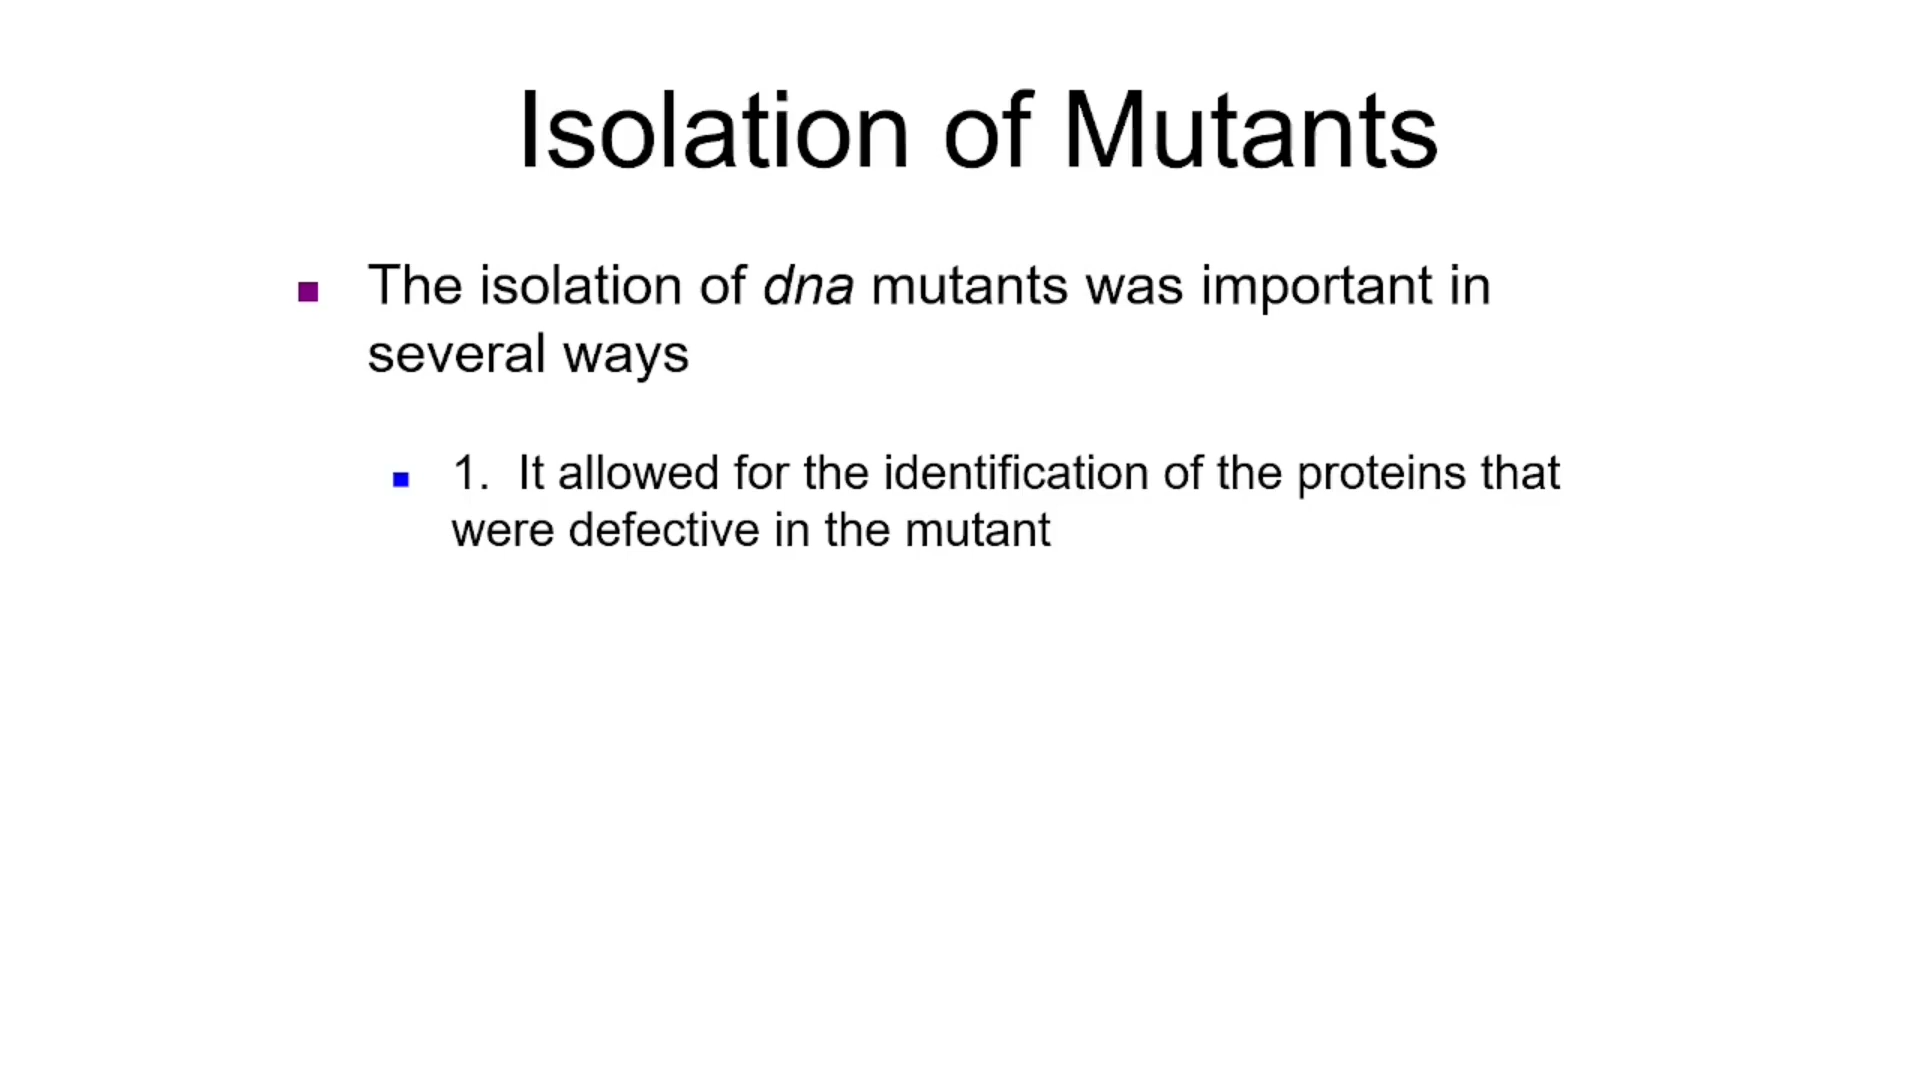 Isolation of Mutants
The isolation of dna mutants was important in
several ways
1. It allowed for the identification of the proteins that
were defective in the mutant